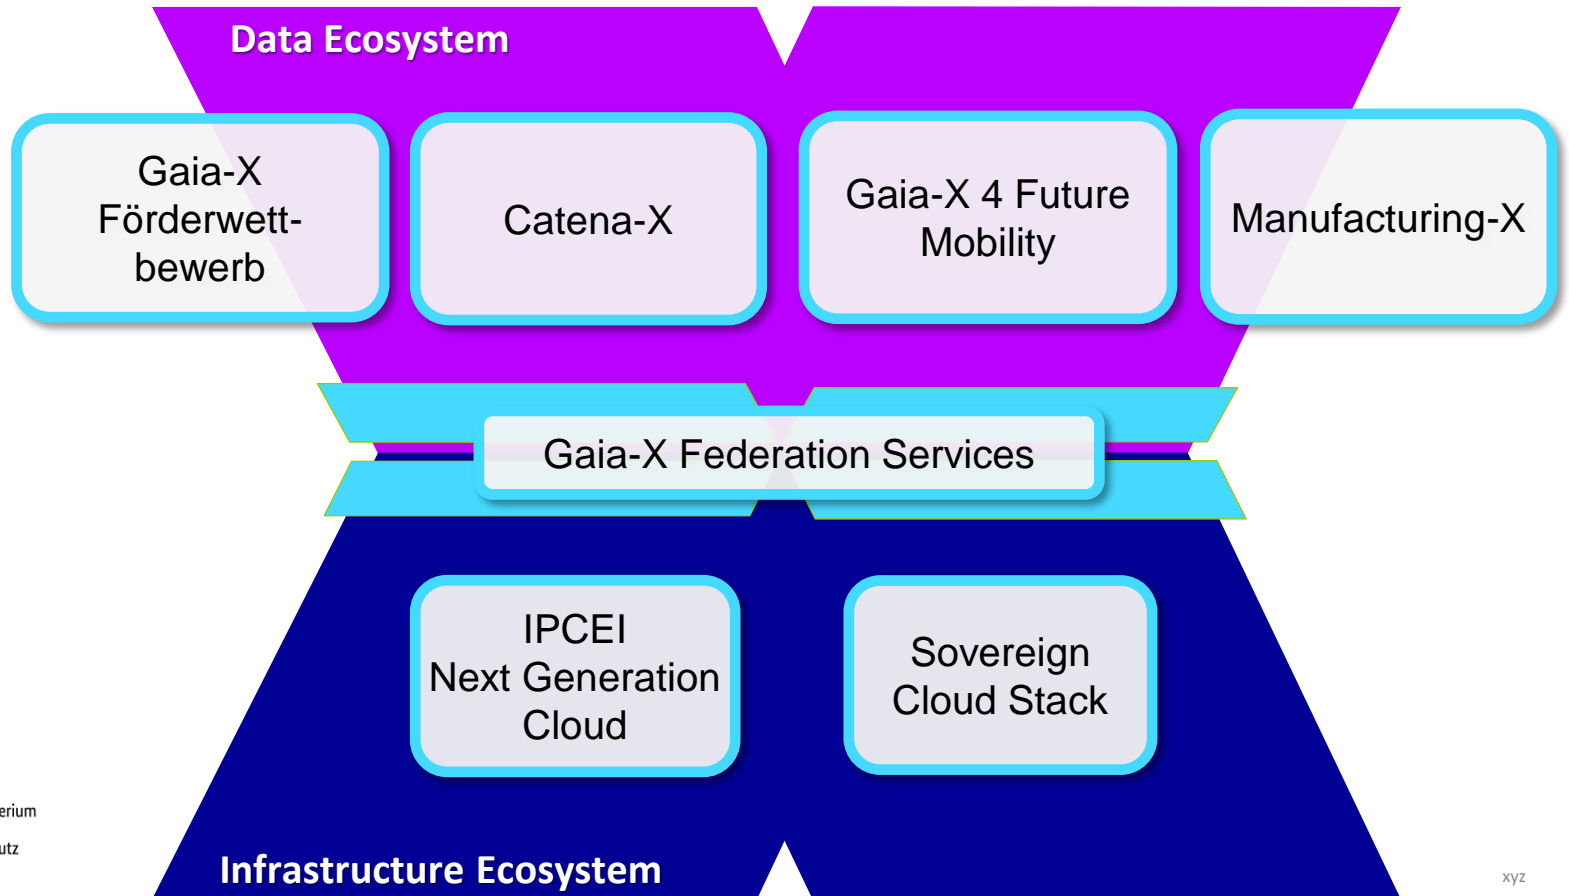 Data Ecosystem
Gaia-X
Förderwett-
bewerb
Catena-X
Gaia-X 4 Future
Mobility
Manufacturing-X
Gaia-X Federation Services
IPCEI
Next Generation
Cloud
Sovereign
Cloud Stack
erium
utz
Infrastructure Ecosystem
xyz